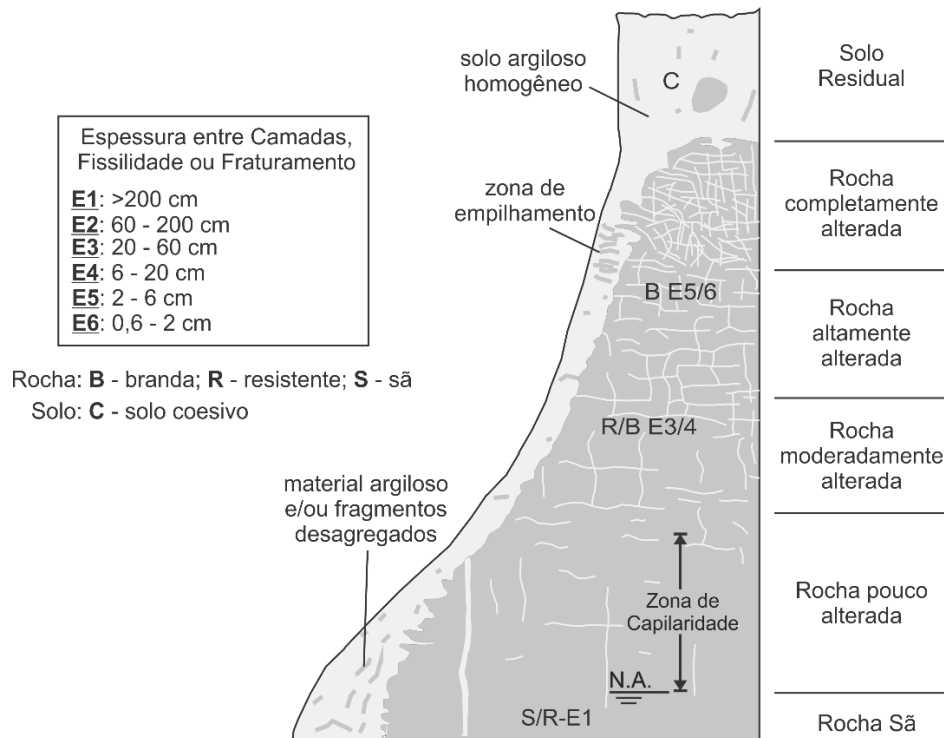 solo argiloso
homogêneo
C
Solo
Residual
Espessura entre Camadas,
Fissilidade ou Fraturamento
E1: >200 cm
E2: 60 - 200 cm
E3: 20 - 60 cm
E4: 6 - 20 cm
E5: 2 - 6 cm
E6: 0,6 - 2 cm
zona de
empilhamento
Rocha
completamente
alterada
B E5/6
Rocha
altamente
alterada
Rocha: B - branda; R - resistente; S - sã
Solo: C - solo coesivo
R/B E3/4
Rocha
moderadamente
alterada
material argiloso
e/ou fragmentos
desagregados
Zona de
Capilaridade
Rocha pouco
alterada
N.A.
S/R-E1
Rocha Sã